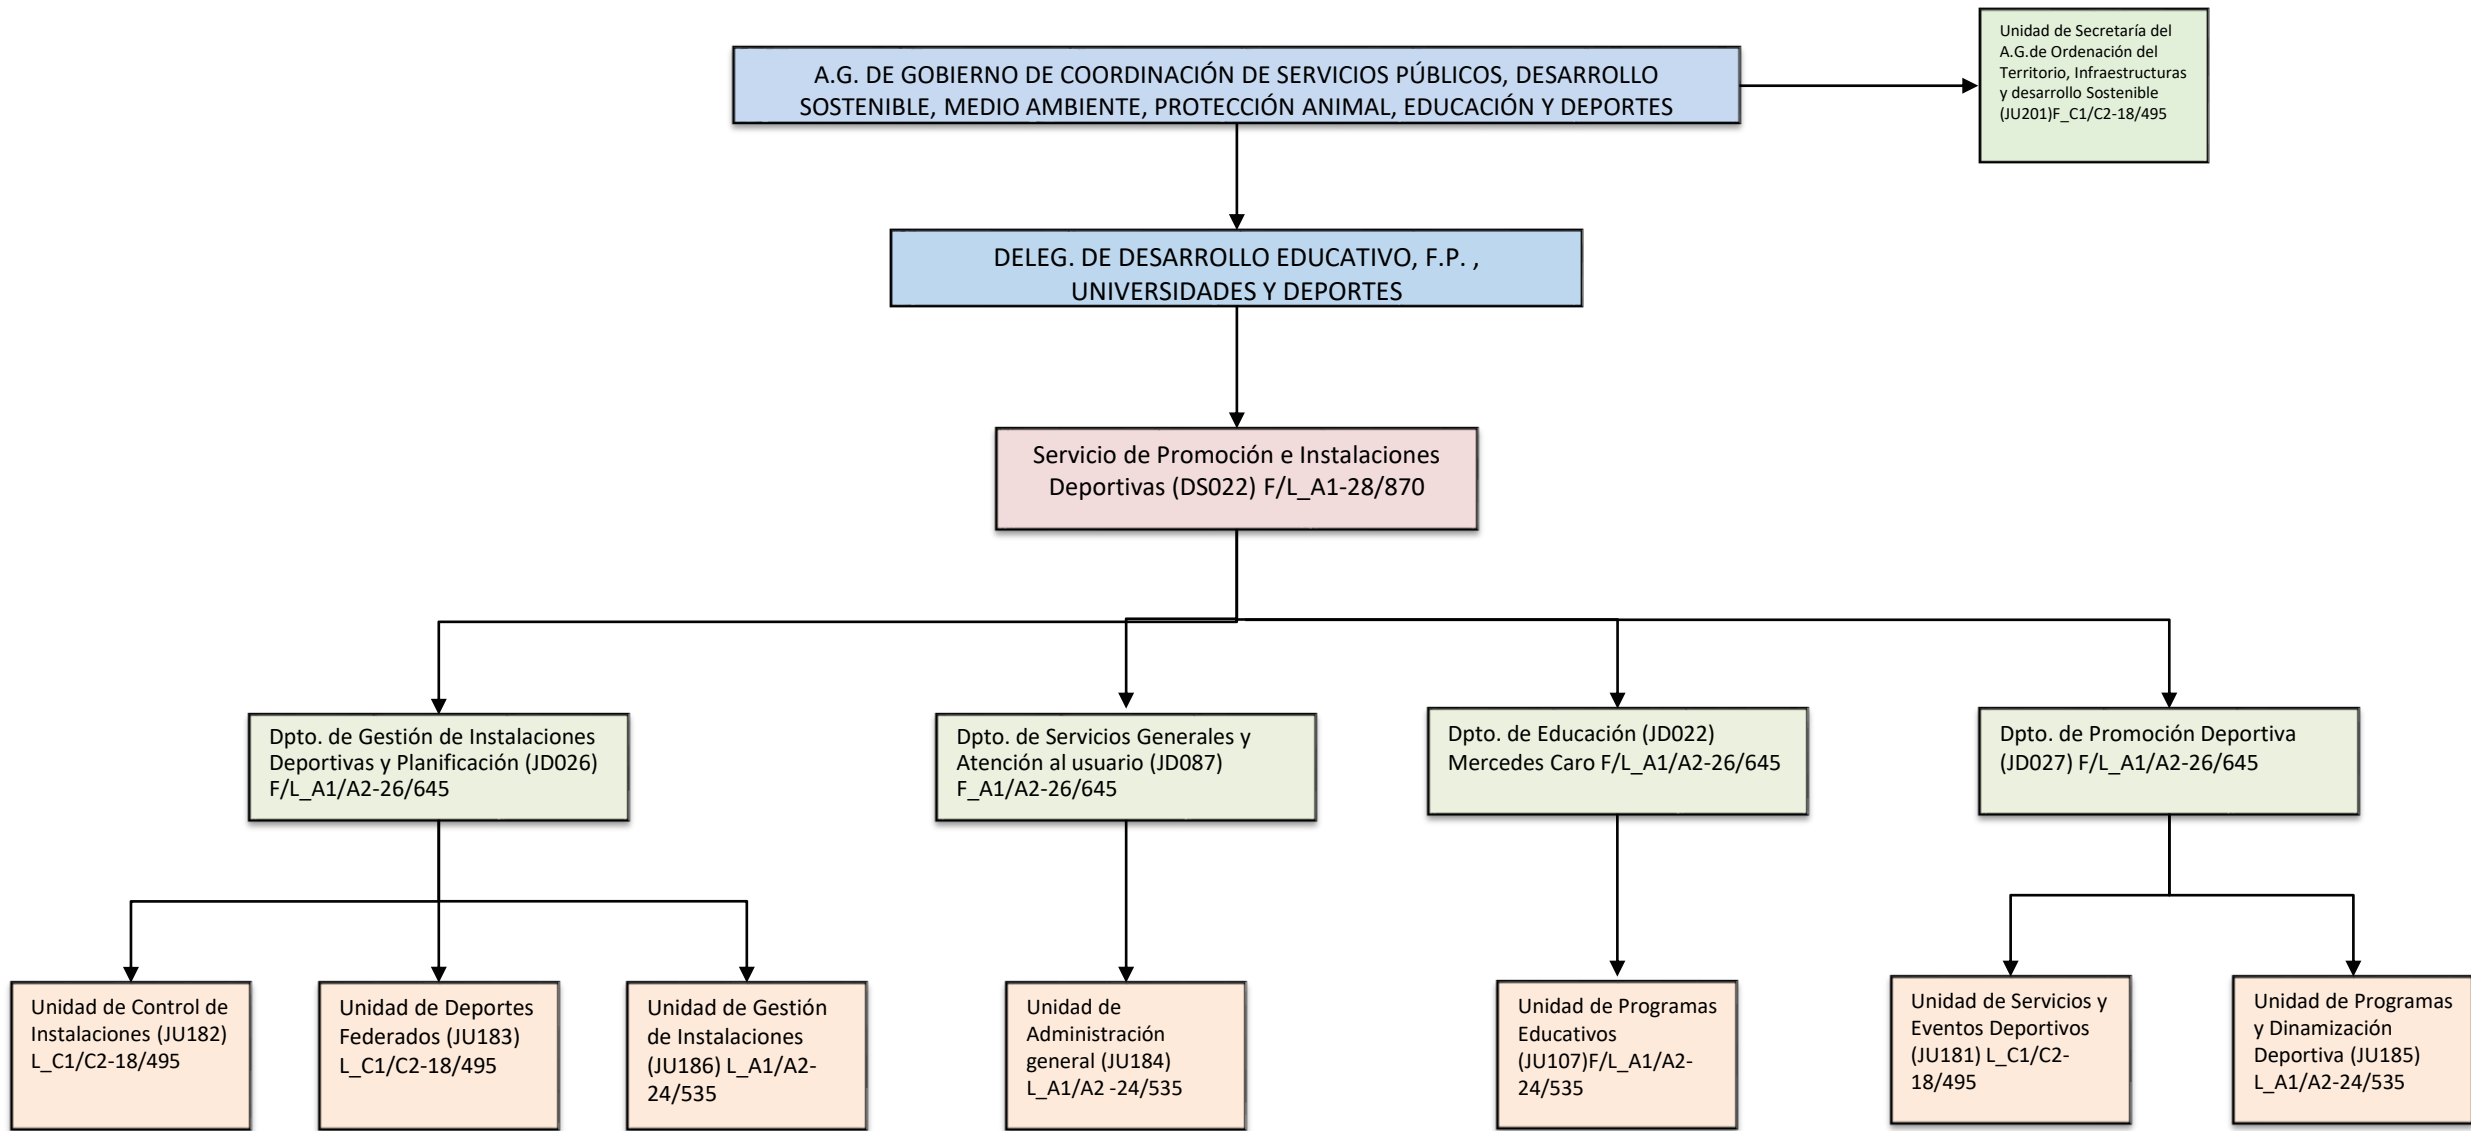 A.G. DE GOBIERNO DE COORDINACIÓN DE SERVICIOS PÚBLICOS, DESARROLLO
SOSTENIBLE, MEDIO AMBIENTE, PROTECCIÓN ANIMAL, EDUCACIÓN Y DEPORTES
Unidad de Secretaría del
A.G.de Ordenación del
Territorio, Infraestructuras
y desarrollo Sostenible
(JU201)F_C1/C2-18/495
DELEG. DE DESARROLLO EDUCATIVO, F.P. ,
UNIVERSIDADES Y DEPORTES
Servicio de Promoción e Instalaciones
Deportivas (DS022) F/L_A1-28/870
Dpto. de Gestión de Instalaciones
Deportivas y Planificación (JD026)
F/L_A1/A2-26/645
Dpto. de Servicios Generales y
Atención al usuario (JD087)
F_A1/A2-26/645
Dpto. de Educación (JD022)
Mercedes Caro F/L_A1/A2-26/645
Dpto. de Promoción Deportiva
(JD027) F/L_A1/A2-26/645
Unidad de Control de
Instalaciones (JU182)
L_C1/C2-18/495
Unidad de Deportes
Federados (JU183)
L_C1/C2-18/495
Unidad de Gestión
de Instalaciones
(JU186) L_A1/A2-
24/535
Unidad de
Administración
general (JU184)
L_A1/A2 -24/535
Unidad de Programas
Educativos
(JU107)F/L_A1/A2-
24/535
Unidad de Servicios y
Eventos Deportivos
(JU181) L_C1/C2-
18/495
Unidad de Programas
y Dinamización
Deportiva (JU185)
L_A1/A2-24/535